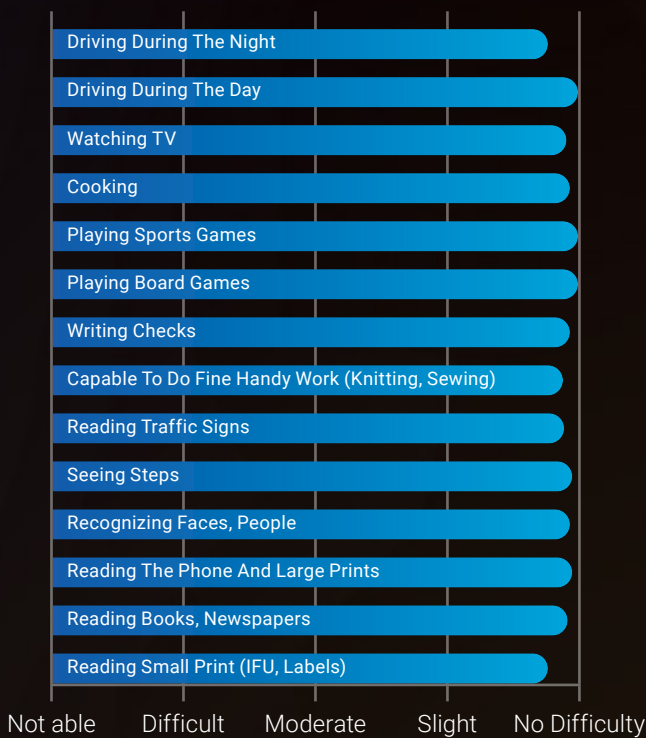 Driving During The Night
Driving During The Day
Watching TV
Cooking
Playing Sports Games
Playing Board Games
Writing Checks
Capable To Do Fine Handy Work (Knitting, Sewing)
Reading Traffic Signs
Seeing Steps
Recognizing Faces, People
Reading The Phone And Large Prints
Reading Books, Newspapers
Reading Small Print (IFU, Labels)
Not able Difficult Moderate Slight No Difficulty